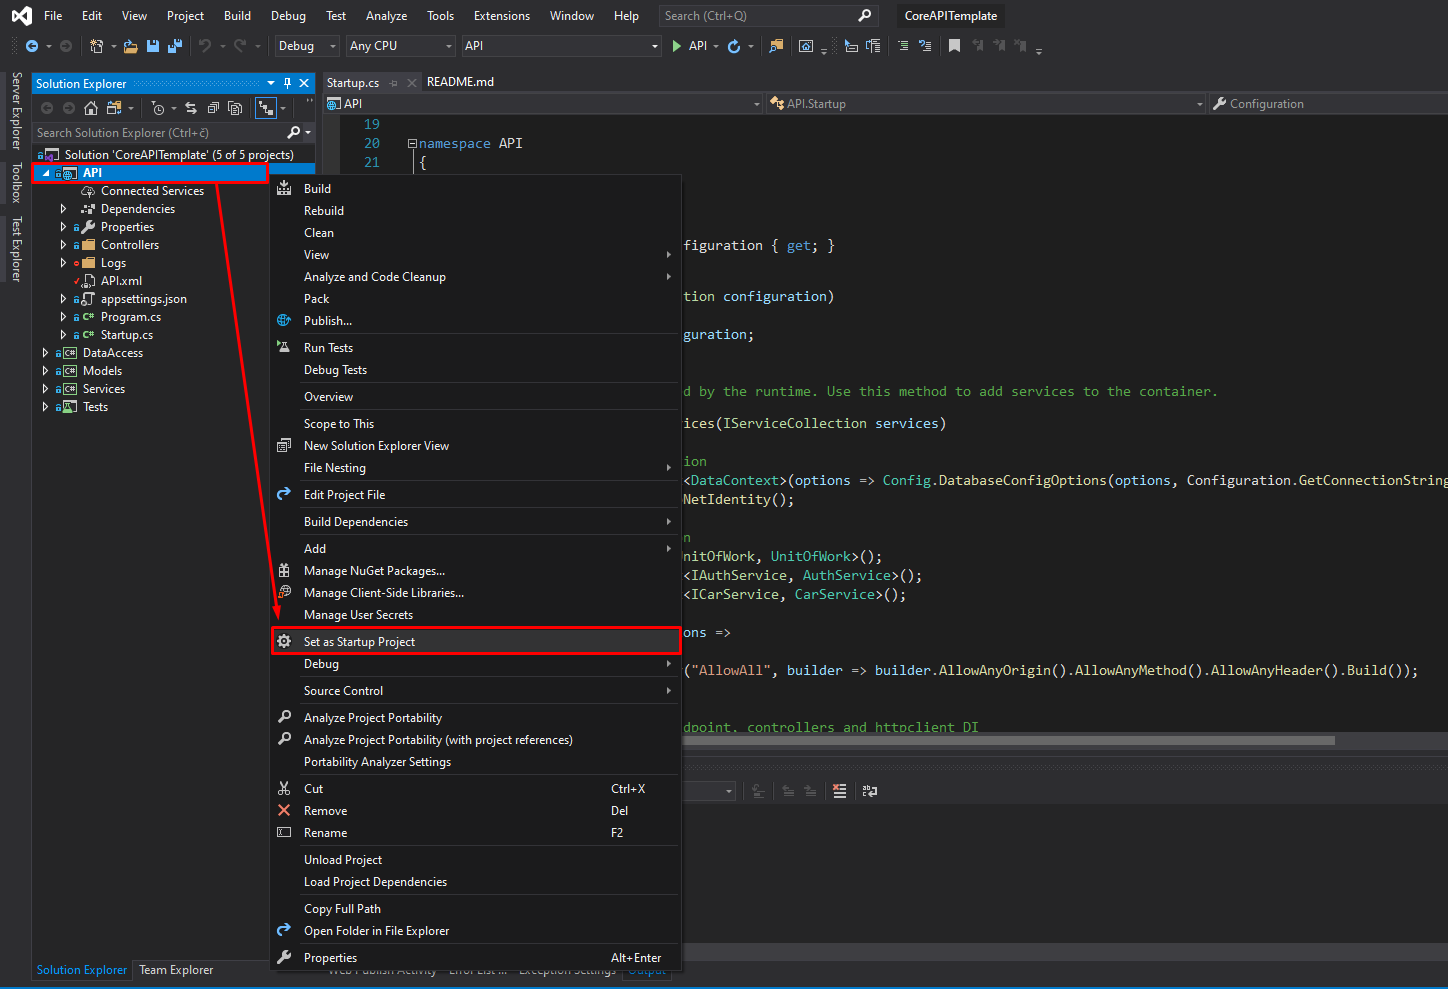 File Edit View Project Build Debug Test Analyze Tools Extensions Window Help Search (Ctrl+Q) CoreAPITemplate
Debug Any CPU API API
Server Explorer
Toolbox
Test Explorer
Solution Explorer
Search Solution Explorer (Ctrl+č)
Solution 'CoreAPITemplate' (5 of 5 projects)
API
Connected Services
Dependencies
Properties
Controllers
Logs
API.xml
appsettings.json
Program.cs
Startup.cs
DataAccess
Models
Services
Tests
Solution Explorer Team Explorer
Startup.cs README.md
API API.Startup Configuration
19
20 namespace API
21 {
figuration { get; }
tion configuration)
guration;
d by the runtime. Use this method to add services to the container.
ices(IServiceCollection services)
ion
<DataContext>(options => Config.DatabaseConfigOptions(options, Configuration.GetConnectionString
NetIdentity();
n
nitOfWork, UnitOfWork>();
<IAuthService, AuthService>();
<ICarService, CarService>();
ons =>
("AllowAll", builder => builder.AllowAnyOrigin().AllowAnyMethod().AllowAnyHeader().Build());
dpoint, controllers and httpclient DI
Build
Rebuild
Clean
View
Analyze and Code Cleanup
Pack
Publish...
Run Tests
Debug Tests
Overview
Scope to This
New Solution Explorer View
File Nesting
Edit Project File
Build Dependencies
Add
Manage NuGet Packages...
Manage Client-Side Libraries...
Manage User Secrets
Set as Startup Project
Debug
Source Control
Analyze Project Portability
Analyze Project Portability (with project references)
Portability Analyzer Settings
Cut Ctrl+X
Remove Del
Rename F2
Unload Project
Load Project Dependencies
Copy Full Path
Open Folder in File Explorer
Properties Alt+Enter
Web Publish Activity Error List ... Exception Settings Output